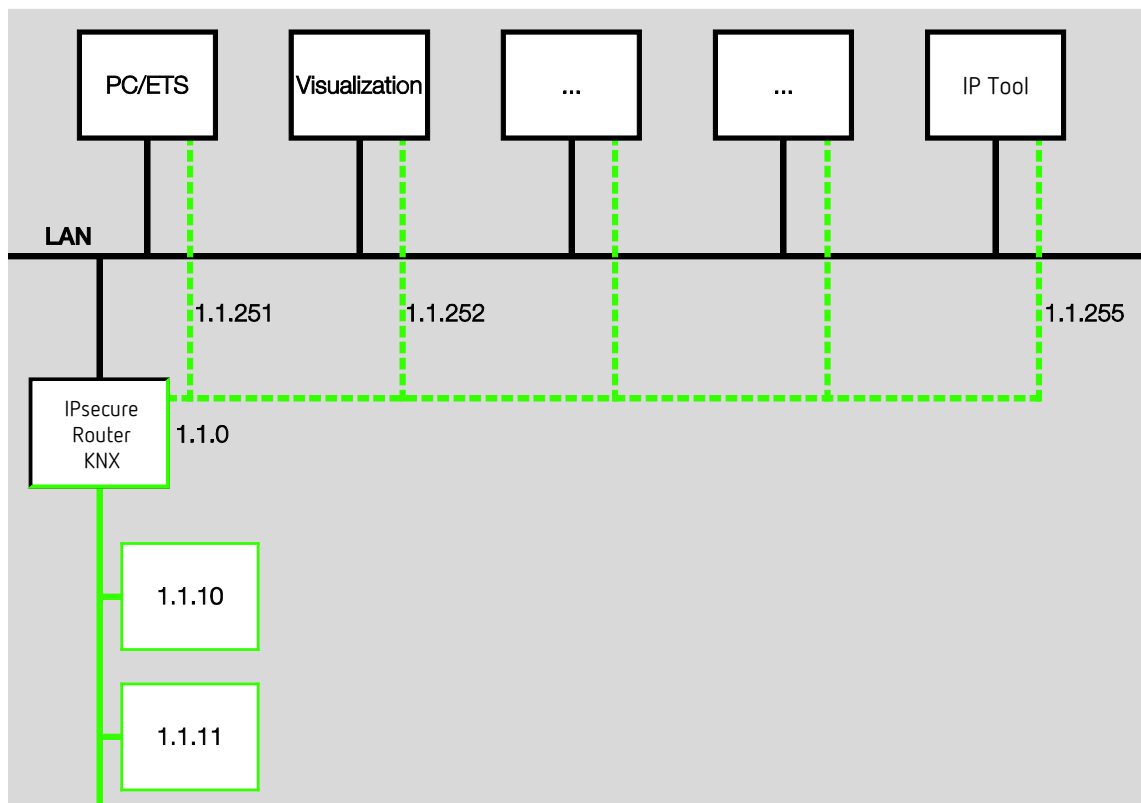 PC/ETS
Visualization
...
...
IP Tool
LAN
1.1.251
1.1.252
1.1.255
IPsecure
Router
KNX
1.1.0
1.1.10
1.1.11